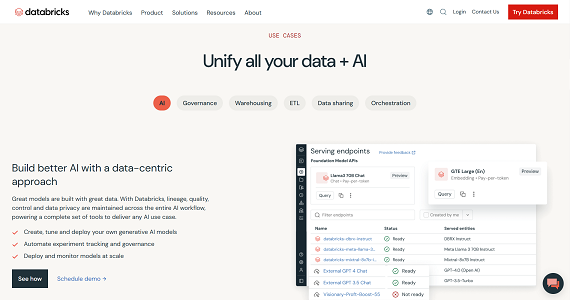 databricks
Why Databricks Product Solutions Resources About
Login Contact Us Try Databricks
USE CASES
Unify all your data + AI
AI Governance Warehousing ETL Data sharing Orchestration
Build better AI with a data-centric
approach
Great models are built with great data. With Databricks, lineage, quality,
control and data privacy are maintained across the entire AI workflow,
powering a complete set of tools to deliver any AI use case.
Create, tune and deploy your own generative AI models
Automate experiment tracking and governance
Deploy and monitor models at scale
See how Schedule demo →
Serving endpoints Provide feedback
Foundation Model APIs
Llama2 70B Chat Preview
Chat • Pay-per-token
Query
GTE Large (En) Preview
Embedding • Pay-per-token
Query
Filter endpoints Created by me
Name Status Served entities
databricks-dbrx-instruct Ready DBRX Instruct
databricks-meta-llama-3... Ready Meta Llama 3 70B Instruct
Ready Mixtral-8x7B Instruct
External GPT 4 Chat Ready GPT-4.0 (Open AI)
External GPT 3.5 Chat Ready GPT-3.5-Turbo
Visionary-Profit-Boost-55 Not ready